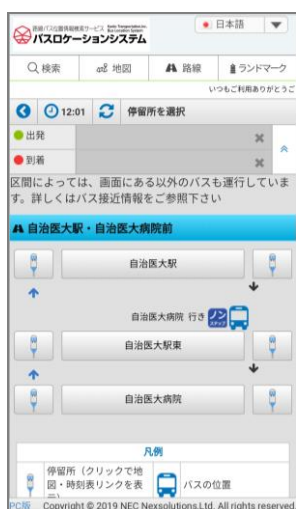 路線バス位置情報検索サービス
バスロケーションシステム
日本語
検索
地図
路線
ランドマーク
いつもご利用ありがとうご
12:01
停留所を選択
出発
到着
区間によっては、画面にある以外のバスも運行しています。
す。詳しくはバス接近情報をご参照下さい
自治医大駅・自治医大病院前
自治医大駅
自治医大病院 行き
ノン
ステップ
自治医大駅東
自治医大病院
凡例
停留所（クリックで地
図・時刻表リンクを表
示）
バスの位置
PC版
Copyright © 2019 NEC Nexsolutions,Ltd. All rights reserved